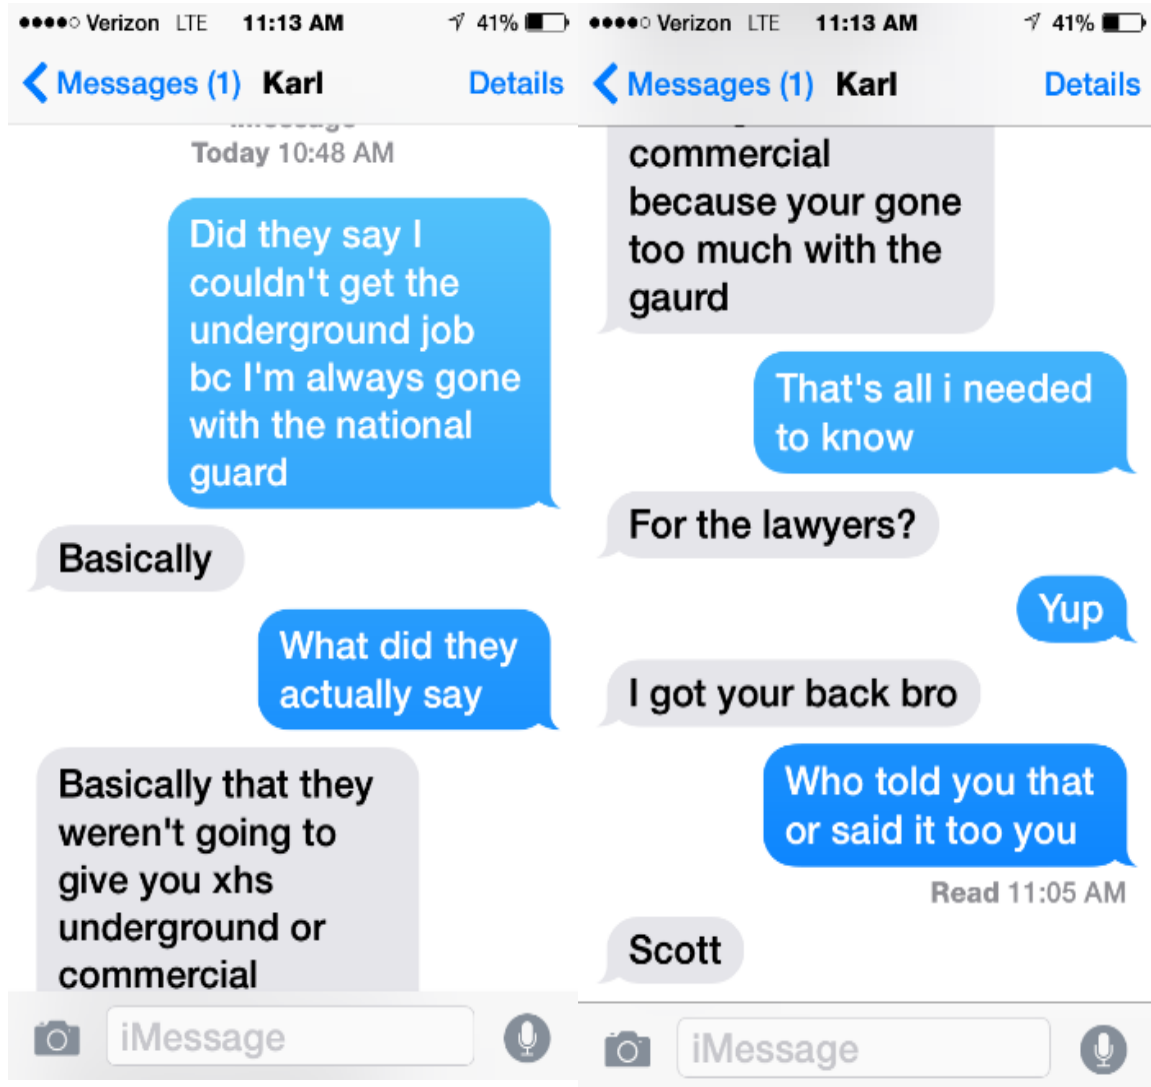 Verizon LTE 11:13 AM 41%
Messages (1) Karl Details
iMessage
Today 10:48 AM
Did they say I
couldn't get the
underground job
bc I'm always gone
with the national
guard
Basically
What did they
actually say
Basically that they
weren't going to
give you xhs
underground or
commercial
iMessage
Verizon LTE 11:13 AM 41%
Messages (1) Karl Details
commercial
because your gone
too much with the
gaurd
That's all i needed
to know
For the lawyers?
Yup
I got your back bro
Who told you that
or said it too you
Read 11:05 AM
Scott
iMessage